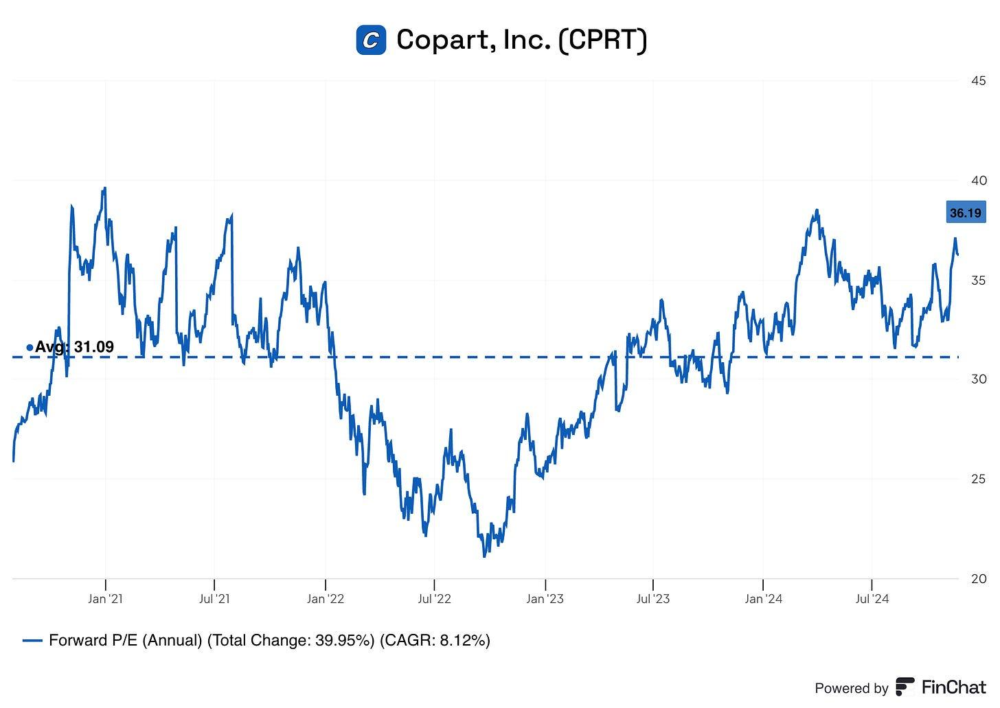 C Copart, Inc. (CPRT)
45
40
36.19
35
Avg: 31.09
30
25
20
Jan '21 Jul '21 Jan '22 Jul '22 Jan '23 Jul '23 Jan '24 Jul '24
Forward P/E (Annual) (Total Change: 39.95%) (CAGR: 8.12%)
Powered by FinChat